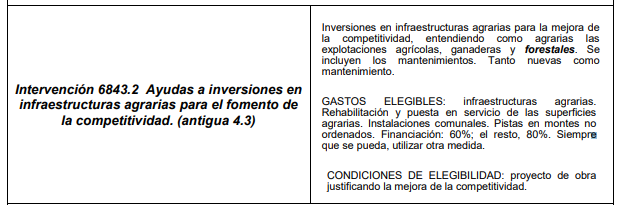 Intervención 6843.2 Ayudas a inversiones en
infraestructuras agrarias para el fomento de
la competitividad. (antigua 4.3)
Inversiones en infraestructuras agrarias para la mejora de
la competitividad, entendiendo como agrarias las
explotaciones agrícolas, ganaderas y forestales. Se
incluyen los mantenimientos. Tanto nuevas como
mantenimiento.
GASTOS ELEGIBLES: infraestructuras agrarias.
Rehabilitación y puesta en servicio de las superficies
agrarias. Instalaciones comunales. Pistas en montes no
ordenados. Financiación: 60%; el resto, 80%. Siempre
que se pueda, utilizar otra medida.
CONDICIONES DE ELEGIBILIDAD: proyecto de obra
justificando la mejora de la competitividad.